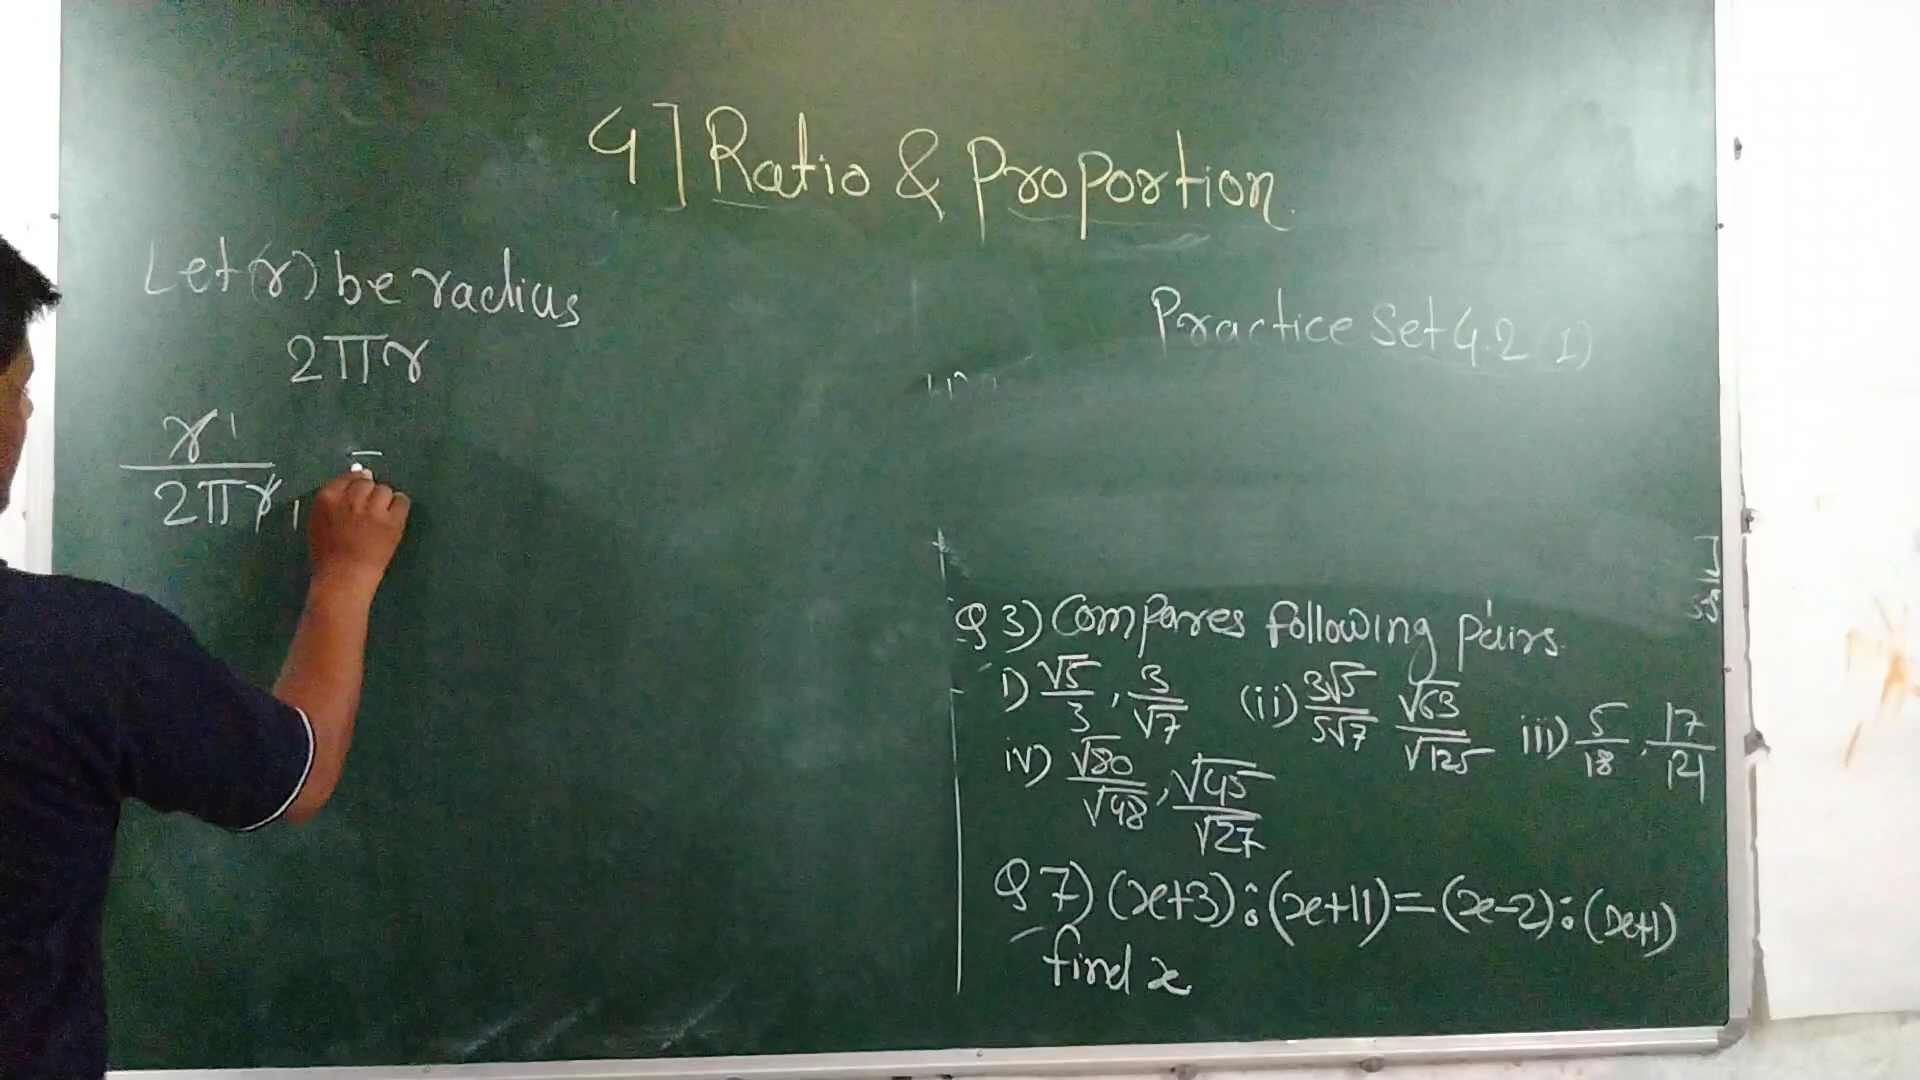 4] Ratio & Proportion
Let (r) be radius
2πr
r 1
2πr 1
=
Practice Set 4.2 (1)
Q 3) Compares following pairs.
i) √5/3 , 3/√7 (ii) 3√5/5√7 √63/√125 iii) 5/18 , 17/121
iv) √80/√48 , √45/√27
Q 7) (x+3):(x+11)=(x-2):(x+1)
find x